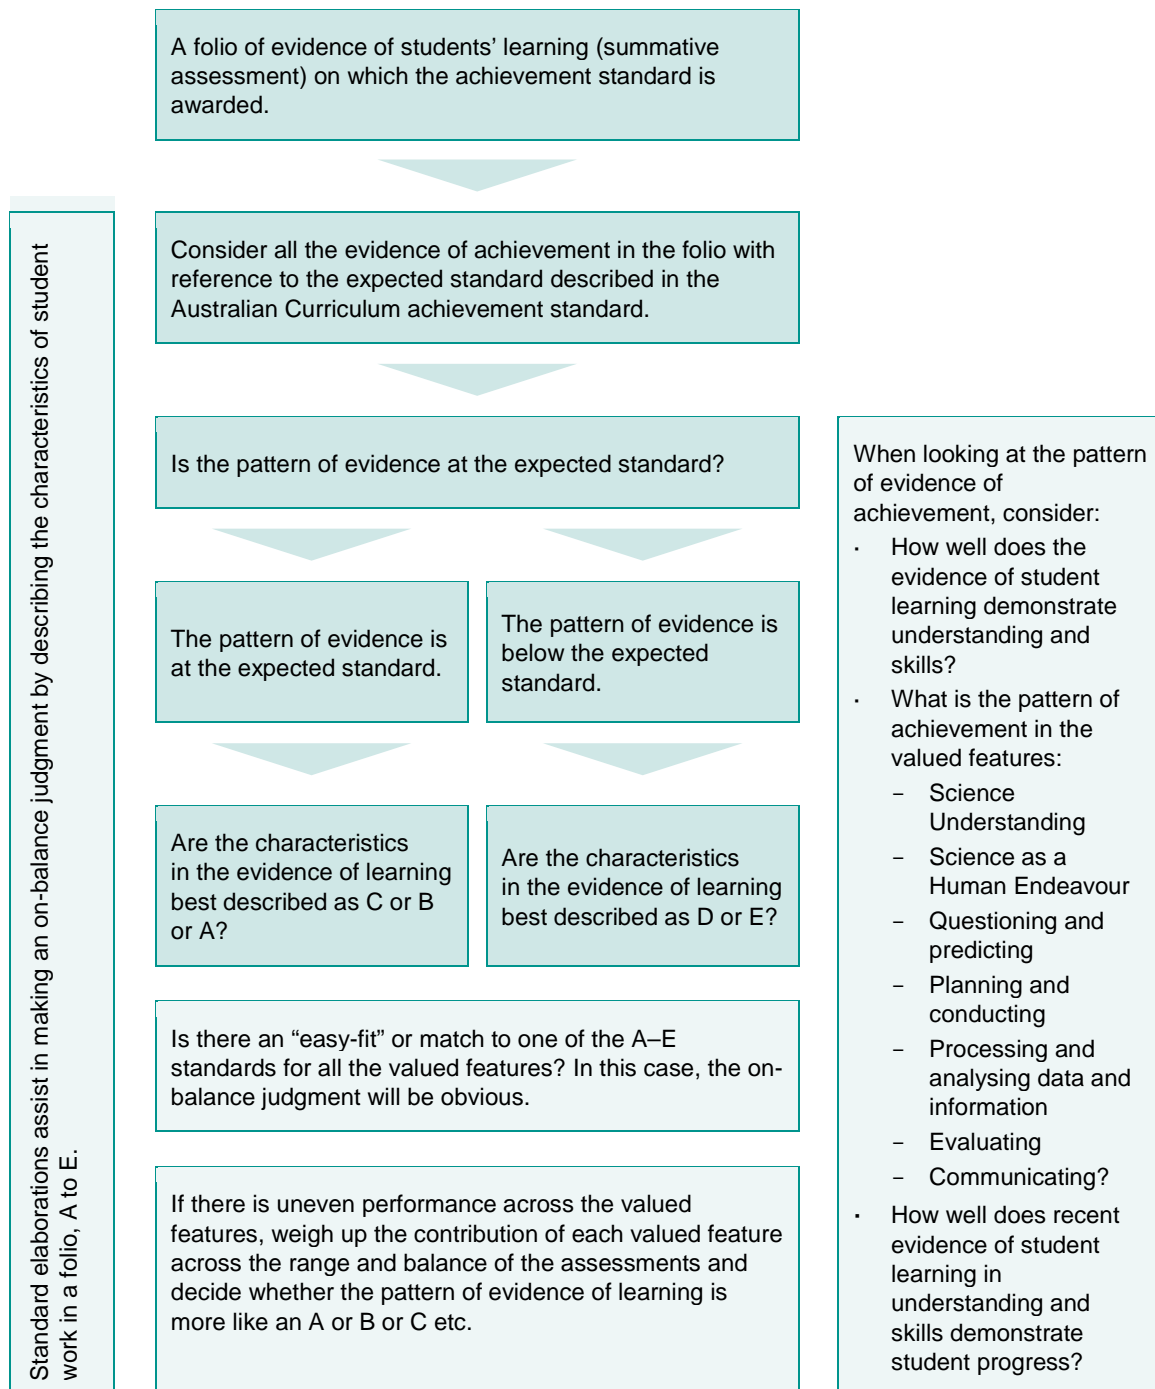 A folio of evidence of students’ learning (summative
assessment) on which the achievement standard is
awarded.
Standard elaborations assist in making an on-balance judgment by describing the characteristics of student
work in a folio, A to E.
Consider all the evidence of achievement in the folio with
reference to the expected standard described in the
Australian Curriculum achievement standard.
Is the pattern of evidence at the expected standard?
The pattern of evidence is
at the expected standard.
The pattern of evidence is
below the expected
standard.
Are the characteristics
in the evidence of learning
best described as C or B
or A?
Are the characteristics
in the evidence of learning
best described as D or E?
Is there an “easy-fit” or match to one of the A–E
standards for all the valued features? In this case, the on-
balance judgment will be obvious.
If there is uneven performance across the valued
features, weigh up the contribution of each valued feature
across the range and balance of the assessments and
decide whether the pattern of evidence of learning is
more like an A or B or C etc.
When looking at the pattern
of evidence of
achievement, consider:
· How well does the
evidence of student
learning demonstrate
understanding and
skills?
· What is the pattern of
achievement in the
valued features:
− Science
Understanding
− Science as a
Human Endeavour
− Questioning and
predicting
− Planning and
conducting
− Processing and
analysing data and
information
− Evaluating
− Communicating?
· How well does recent
evidence of student
learning in
understanding and
skills demonstrate
student progress?